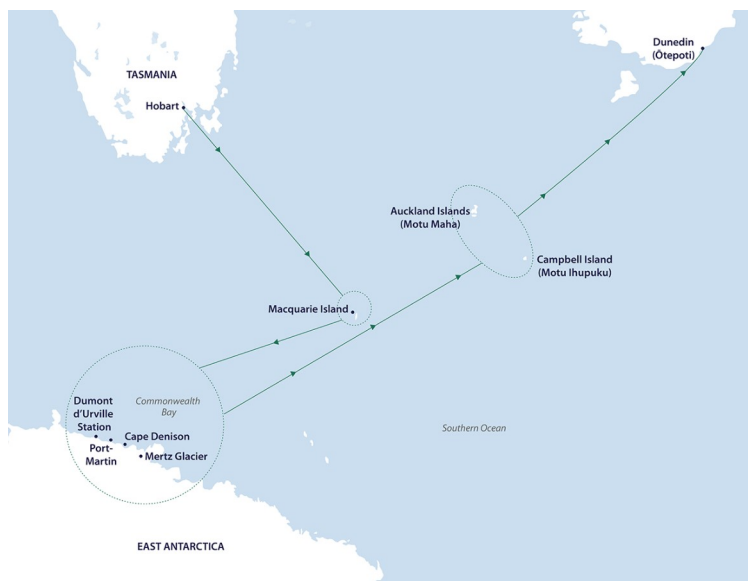 Dunedin
(Ōtepoti)
TASMANIA
Hobart
Auckland Islands
(Motu Maha)
Campbell Island
(Motu Ihupuku)
Macquarie Island
Commonwealth
Bay
Dumont
d'Urville
Station
Cape Denison
Port-
Martin
Mertz Glacier
Southern Ocean
EAST ANTARCTICA